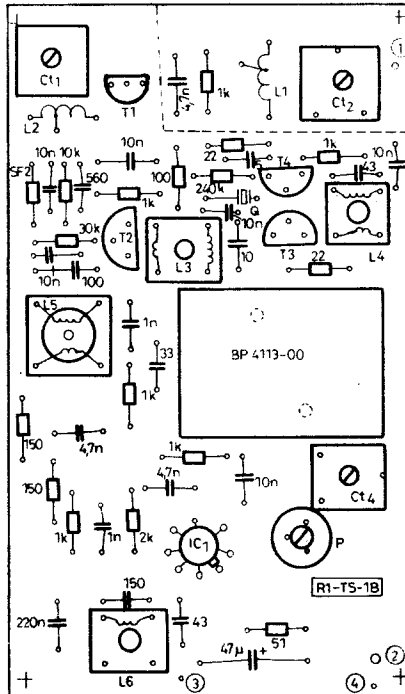 Ct1
T1
4,7n
1k
L1
Ct2
1
L2
10n
22
1k
10n
SF2
10n
10k
560
100
5
T4
43
1k
240k
Q
10n
30k
T2
L3
10
T3
L4
10n
100
22
L5
1n
33
BP 4113-00
1k
150
4,7n
1k
4,7n
10n
150
Ct4
1k
1n
2k
IC1
P
R1-TS-1B
150
220n
43
51
47µ
+
2
L6
3
4